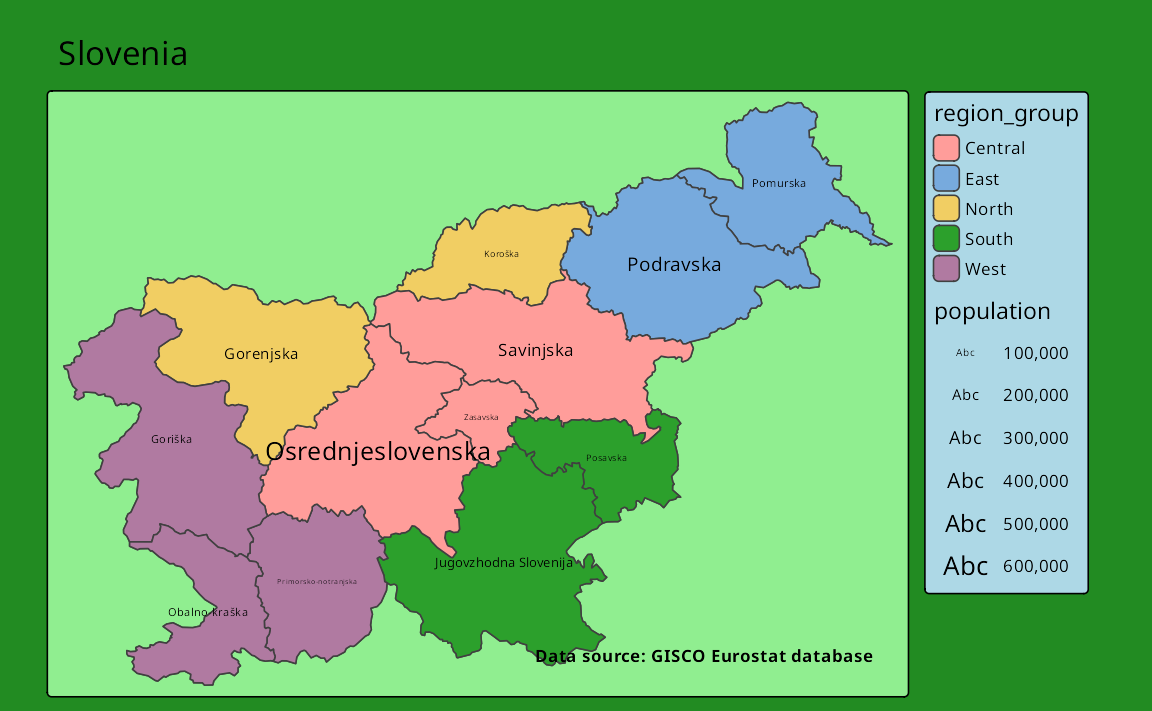 Slovenia
Pomurska
Koroška
Podravska
Gorenjska
Savinjska
Zasavska
Goriška
Osrednjeslovenska
Posavska
Jugovzhodna Slovenija
Primorsko-notranjska
Obalno-kraška
Data source: GISCO Eurostat database
region_group
Central
East
North
South
West
population
Abc 100,000
Abc 200,000
Abc 300,000
Abc 400,000
Abc 500,000
Abc 600,000